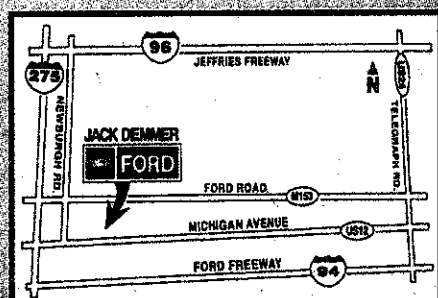 96
275
JEFFRIES FREEWAY
US24
N
NEWBURGH RD.
TELEGRAPH RD.
JACK DEMMER
FORD
FORD ROAD
M153
MICHIGAN AVENUE
US12
FORD FREEWAY
94